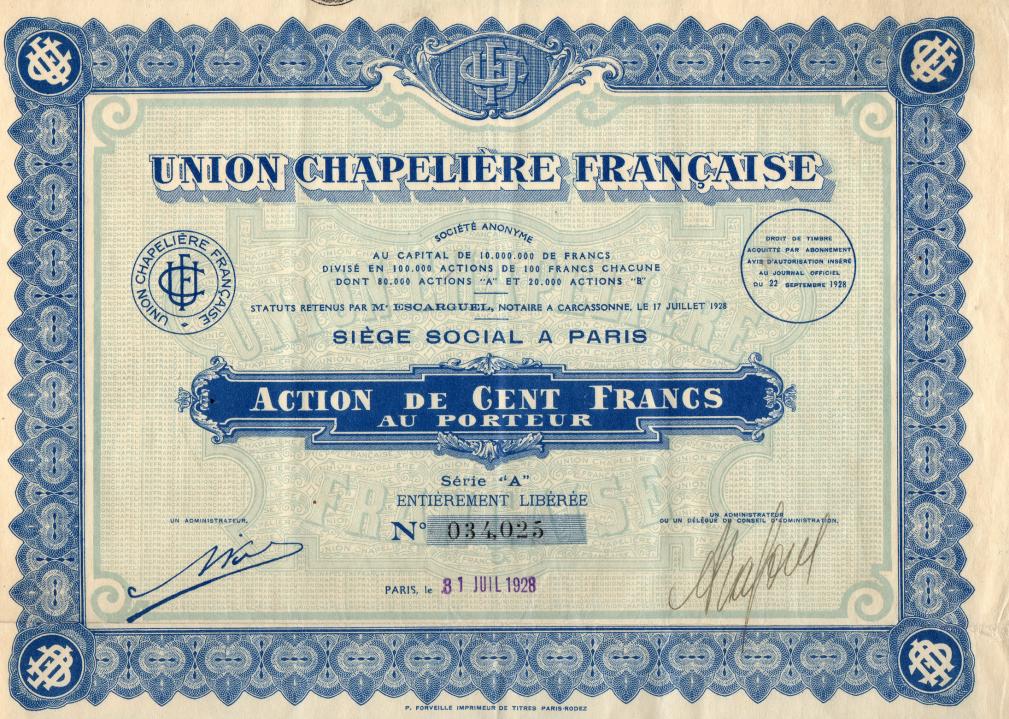 UNION CHAPELIÈRE FRANÇAISE
SOCIÉTÉ ANONYME
AU CAPITAL DE 10.000.000 DE FRANCS
DIVISÉ EN 100.000 ACTIONS DE 100 FRANCS CHACUNE
DONT 80.000 ACTIONS "A" ET 20.000 ACTIONS "B"
STATUTS RETENUS PAR Me ESCARGUEL, NOTAIRE A CARCASSONNE, LE 17 JUILLET 1928
UNION CHAPELIÈRE FRANÇAISE
DROIT DE TIMBRE
ACQUITTÉ PAR ABONNEMENT
AVIS D'AUTORISATION INSÉRÉ
AU JOURNAL OFFICIEL
DU 22 SEPTEMBRE 1928
SIÈGE SOCIAL A PARIS
ACTION DE CENT FRANCS
AU PORTEUR
Série "A"
ENTIÈREMENT LIBÉRÉE
N° 034,025
UN ADMINISTRATEUR,
UN ADMINISTRATEUR
OU UN DÉLÉGUÉ DU CONSEIL D'ADMINISTRATION,
PARIS, le 31 JUIL 1928
P. FORVEILLE IMPRIMEUR DE TITRES PARIS-RODEZ